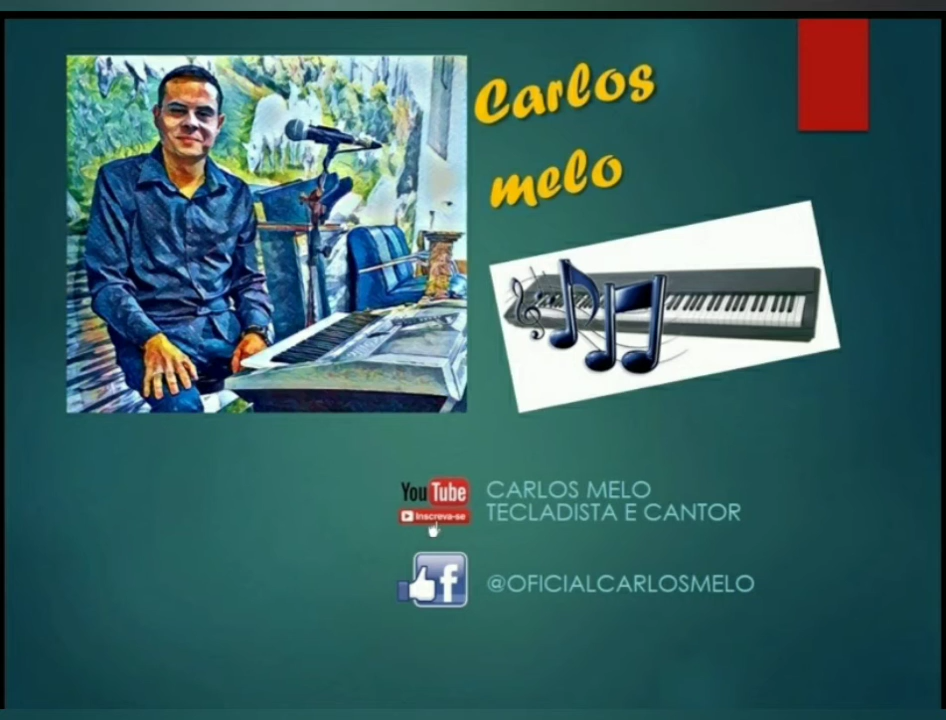 Carlos
melo
You Tube
Inscreva-se
CARLOS MELO
TECLADISTA E CANTOR
f
@OFICIALCARLOSMELO